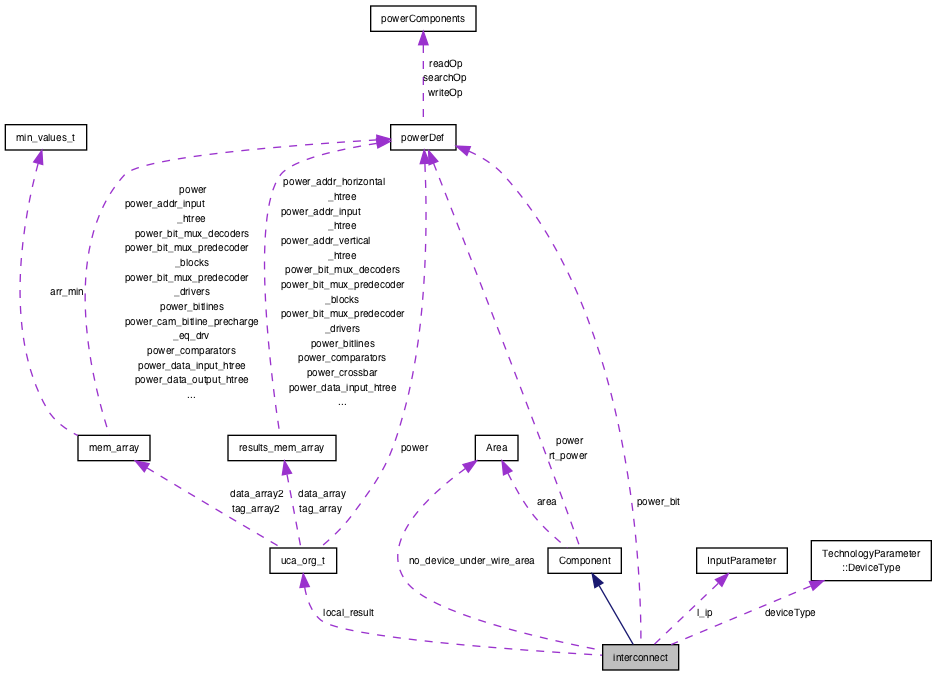 powerComponents
readOp
searchOp
writeOp
min_values_t
powerDef
power
power_addr_input
_htree
power_bit_mux_decoders
power_bit_mux_predecoder
_blocks
power_bit_mux_predecoder
_drivers
power_bitlines
power_cam_bitline_precharge
_eq_drv
power_comparators
power_data_input_htree
power_data_output_htree
...
power_addr_horizontal
_htree
power_addr_input
_htree
power_addr_vertical
_htree
power_bit_mux_decoders
power_bit_mux_predecoder
_blocks
power_bit_mux_predecoder
_drivers
power_bitlines
power_comparators
power_crossbar
power_data_input_htree
...
arr_min
mem_array
results_mem_array
power
Area
power
rt_power
data_array2
tag_array2
data_array
tag_array
area
power_bit
uca_org_t
no_device_under_wire_area
Component
InputParameter
TechnologyParameter
::DeviceType
local_result
l_ip
deviceType
interconnect